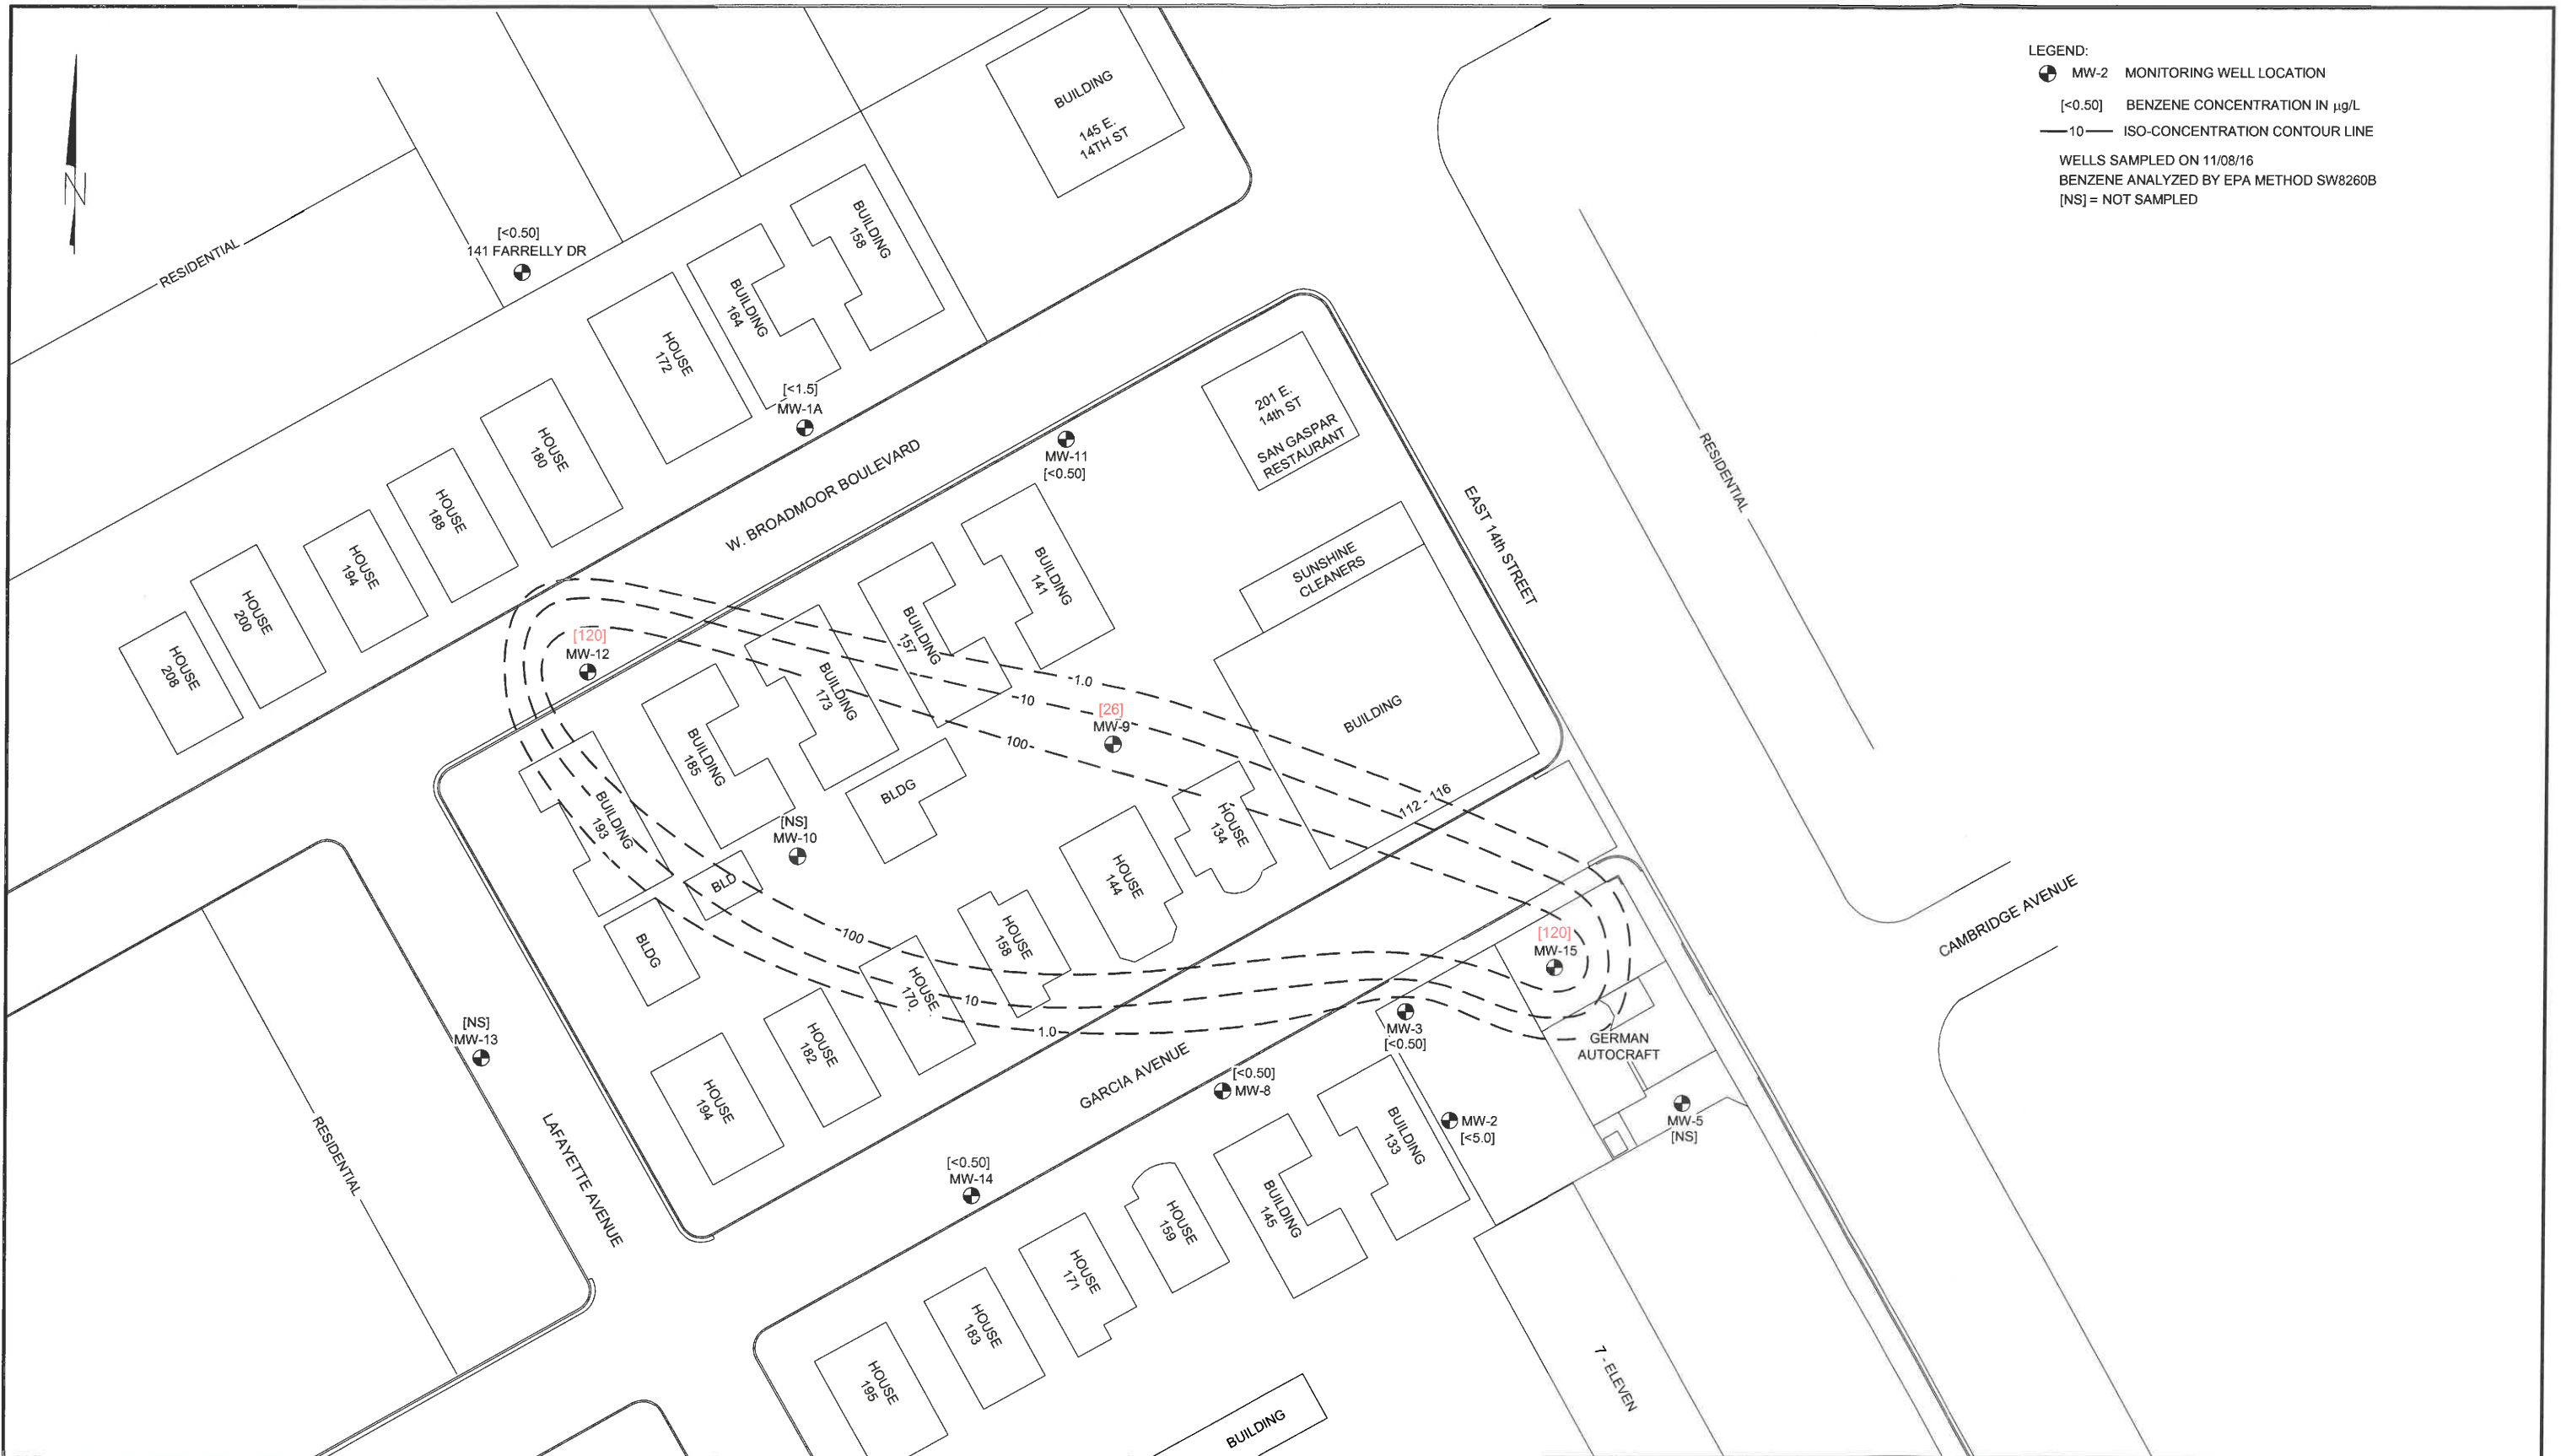 LEGEND:
MW-2 MONITORING WELL LOCATION
[<0.50] BENZENE CONCENTRATION IN µg/L
10 ISO-CONCENTRATION CONTOUR LINE
WELLS SAMPLED ON 11/08/16
BENZENE ANALYZED BY EPA METHOD SW8260B
[NS] = NOT SAMPLED
N
BUILDING
145 E.
14TH ST
RESIDENTIAL
[<0.50]
141 FARRELLY DR
BUILDING
158
BUILDING
164
HOUSE
172
[<1.5]
MW-1A
HOUSE
180
HOUSE
188
HOUSE
194
HOUSE
200
HOUSE
208
W. BROADMOOR BOULEVARD
MW-11
[<0.50]
201 E.
14th ST
SAN GASPAR
RESTAURANT
EAST 14th STREET
RESIDENTIAL
SUNSHINE
CLEANERS
BUILDING
BUILDING
141
BUILDING
157
BUILDING
173
BUILDING
185
BUILDING
193
[120]
MW-12
1.0
10
100
[26]
MW-9
BLDG
[NS]
MW-10
BLD
BLDG
112 - 116
HOUSE
134
HOUSE
144
HOUSE
158
HOUSE
170
HOUSE
182
HOUSE
194
100
10
1.0
[120]
MW-15
CAMBRIDGE AVENUE
GERMAN
AUTOCRAFT
MW-3
[<0.50]
[NS]
MW-13
GARCIA AVENUE
[<0.50]
MW-8
MW-2
[<5.0]
MW-5
[NS]
BUILDING
133
BUILDING
145
[<0.50]
MW-14
HOUSE
159
HOUSE
171
HOUSE
183
HOUSE
195
RESIDENTIAL
LAFAYETTE AVENUE
7 - ELEVEN
BUILDING